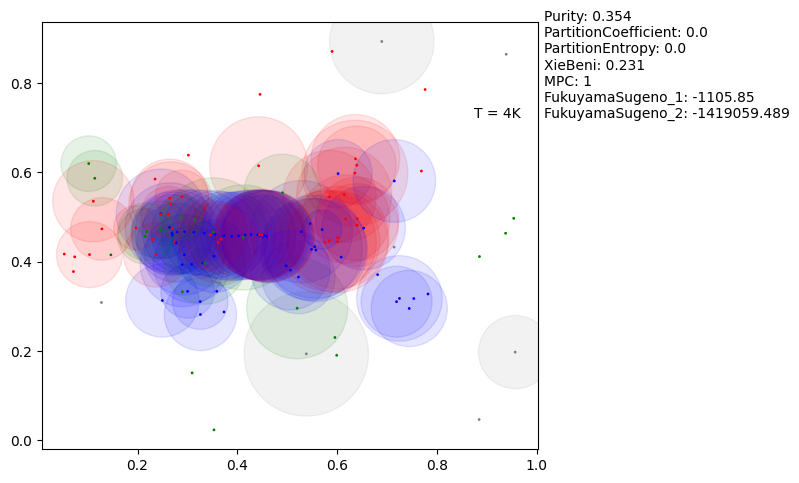 Purity: 0.354
PartitionCoefficient: 0.0
PartitionEntropy: 0.0
XieBeni: 0.231
MPC: 1
FukuyamaSugeno_1: -1105.85
FukuyamaSugeno_2: -1419059.489
T = 4K
0.8
0.6
0.4
0.2
0.0
0.2 0.4 0.6 0.8 1.0